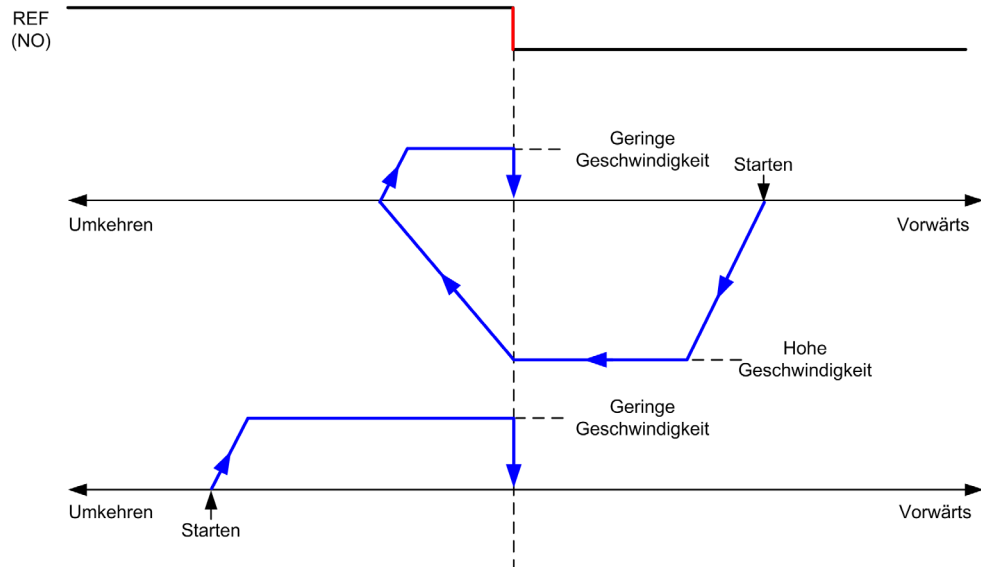 REF
(NO)
Geringe
Geschwindigkeit
Starten
Umkehren
Vorwärts
Hohe
Geschwindigkeit
Geringe
Geschwindigkeit
Umkehren
Vorwärts
Starten